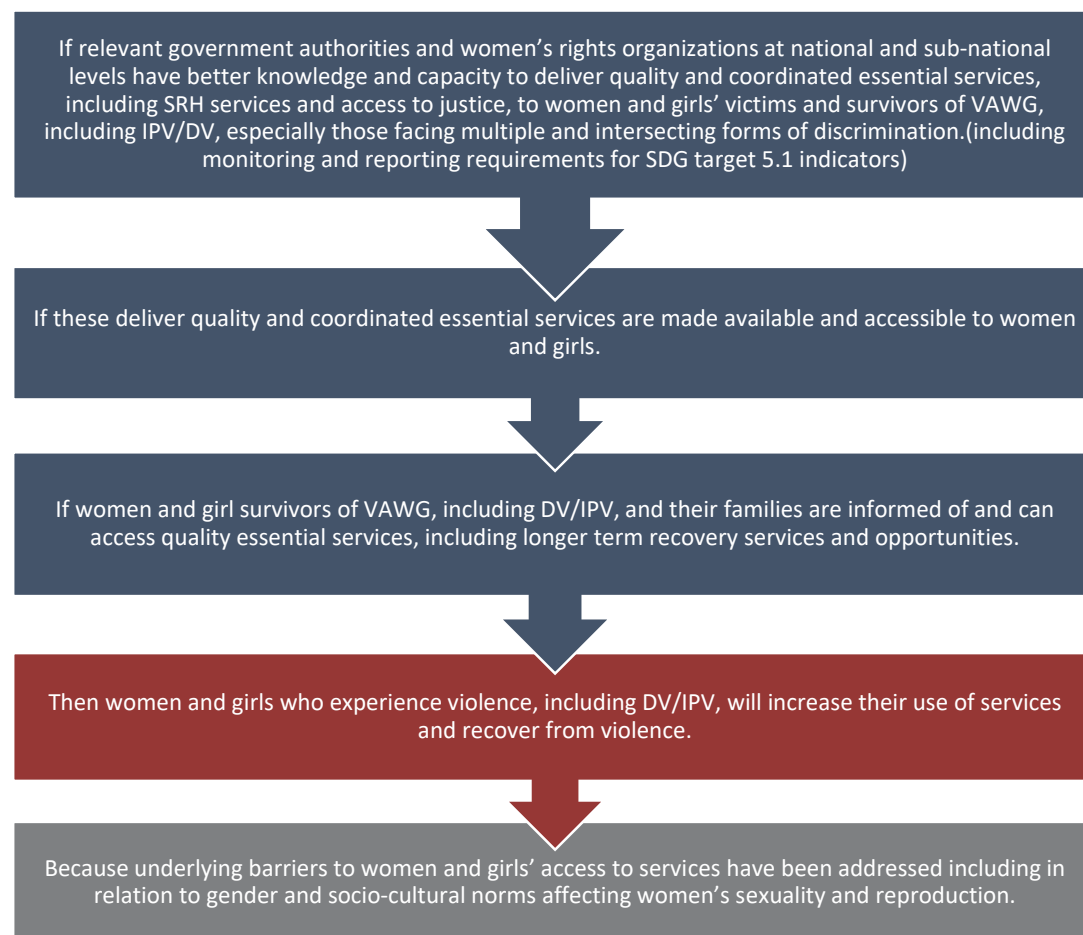 If relevant government authorities and women’s rights organizations at national and sub-national
levels have better knowledge and capacity to deliver quality and coordinated essential services,
including SRH services and access to justice, to women and girls’ victims and survivors of VAWG,
including IPV/DV, especially those facing multiple and intersecting forms of discrimination.(including
monitoring and reporting requirements for SDG target 5.1 indicators)
If these deliver quality and coordinated essential services are made available and accessible to women
and girls.
If women and girl survivors of VAWG, including DV/IPV, and their families are informed of and can
access quality essential services, including longer term recovery services and opportunities.
Then women and girls who experience violence, including DV/IPV, will increase their use of services
and recover from violence.
Because underlying barriers to women and girls’ access to services have been addressed including in
relation to gender and socio-cultural norms affecting women’s sexuality and reproduction.